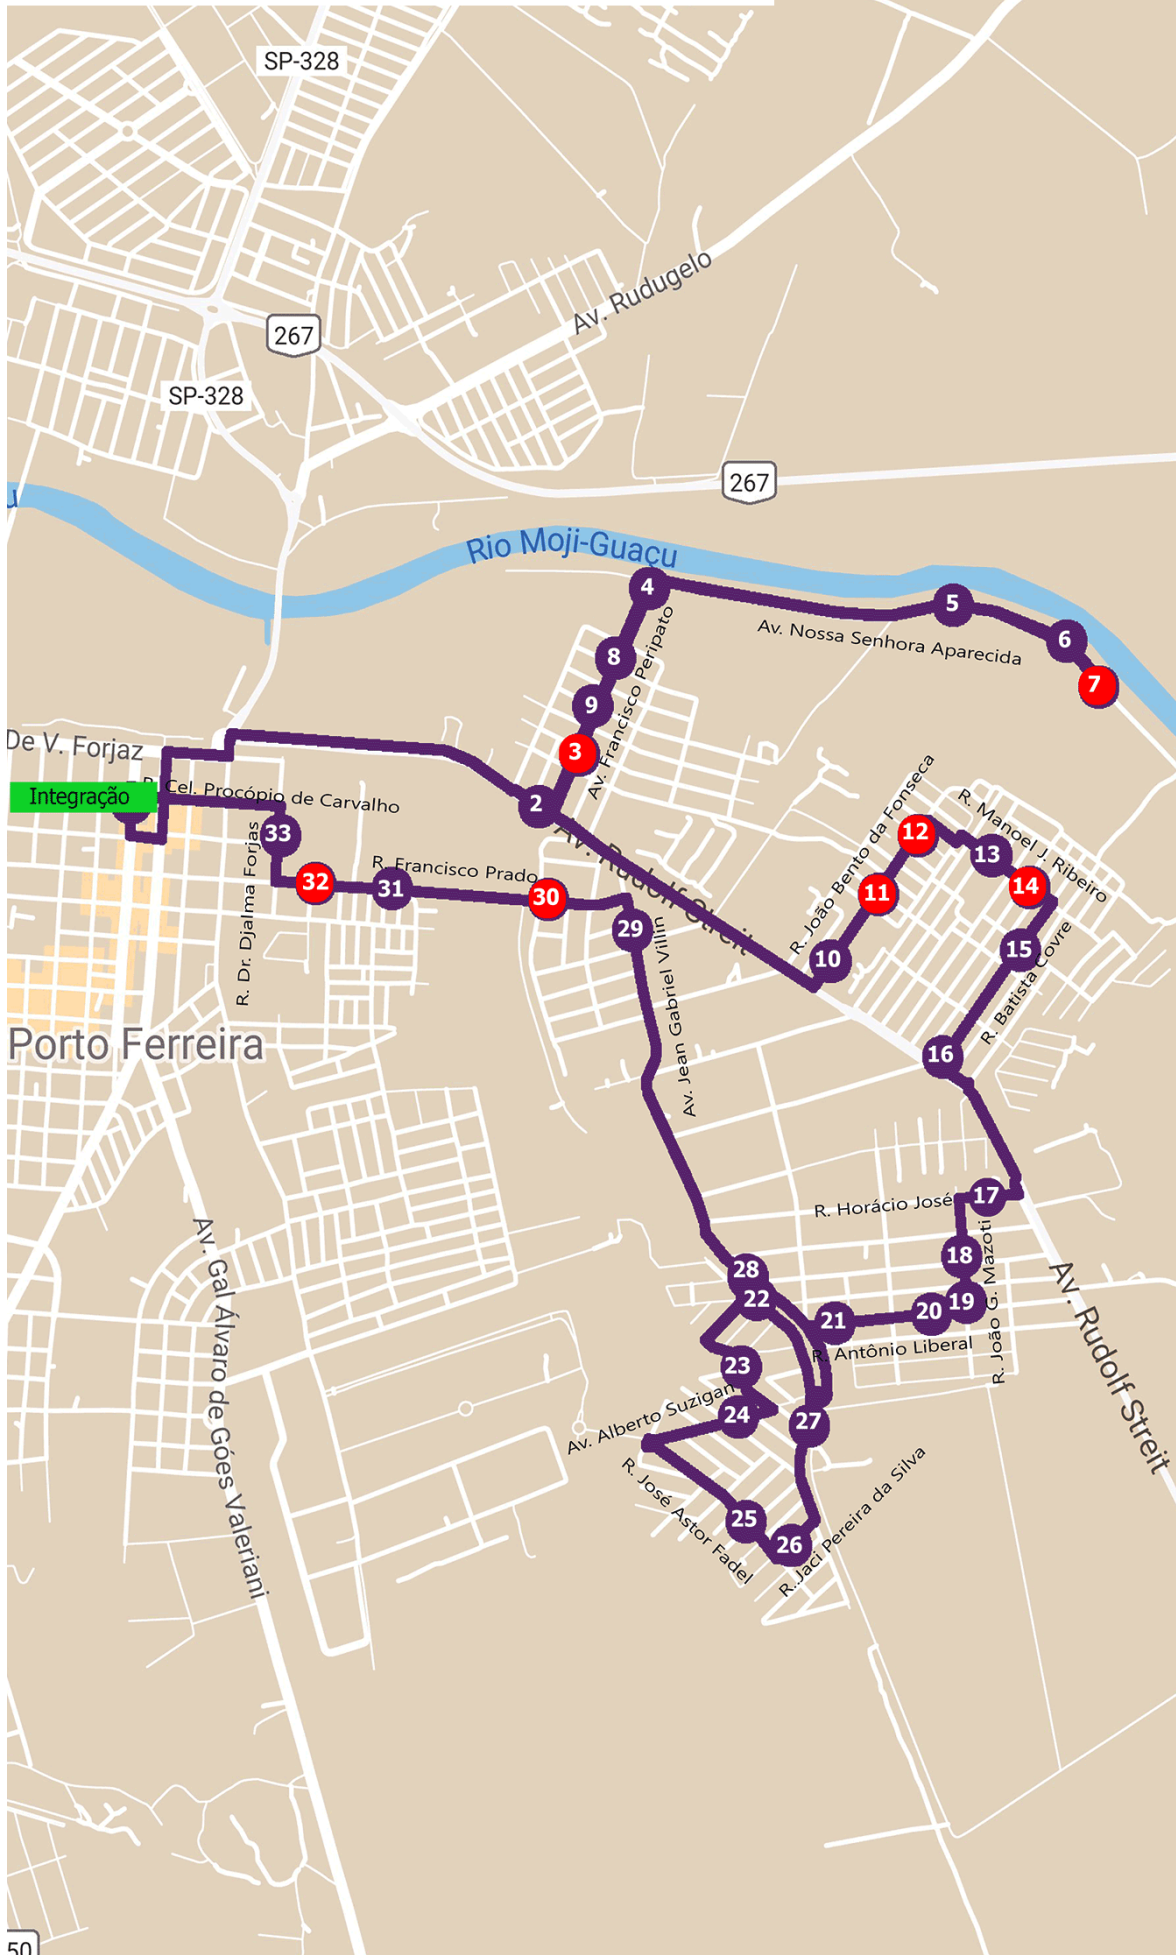 SP-328
Av. Rudugelo
267
SP-328
267
u
Rio Moji-Guaçu
4
5
6
Av. Nossa Senhora Aparecida
7
8
9
Av. Francisco Peripato
3
De V. Forjaz
Integração
R. Cel. Procópio de Carvalho
2
Av. Rudolf Streit
33
R. Dr. Djalma Forjas
32
31
R. Francisco Prado
30
29
Av. Jean Gabriel Villin
R. João Bento da Fonseca
10
11
12
13
R. Manoel J. Ribeiro
14
15
R. Batista Covre
16
Porto Ferreira
R. Horácio José
17
18
19
20
21
R. João G. Mazoti
R. Antônio Liberal
Av. Rudolf Streit
28
22
23
24
Av. Alberto Suzigan
27
R. José Astor Fadel
25
26
R. Jaci Pereira da Silva
Av. Gal Álvaro de Góes Valeriani
50